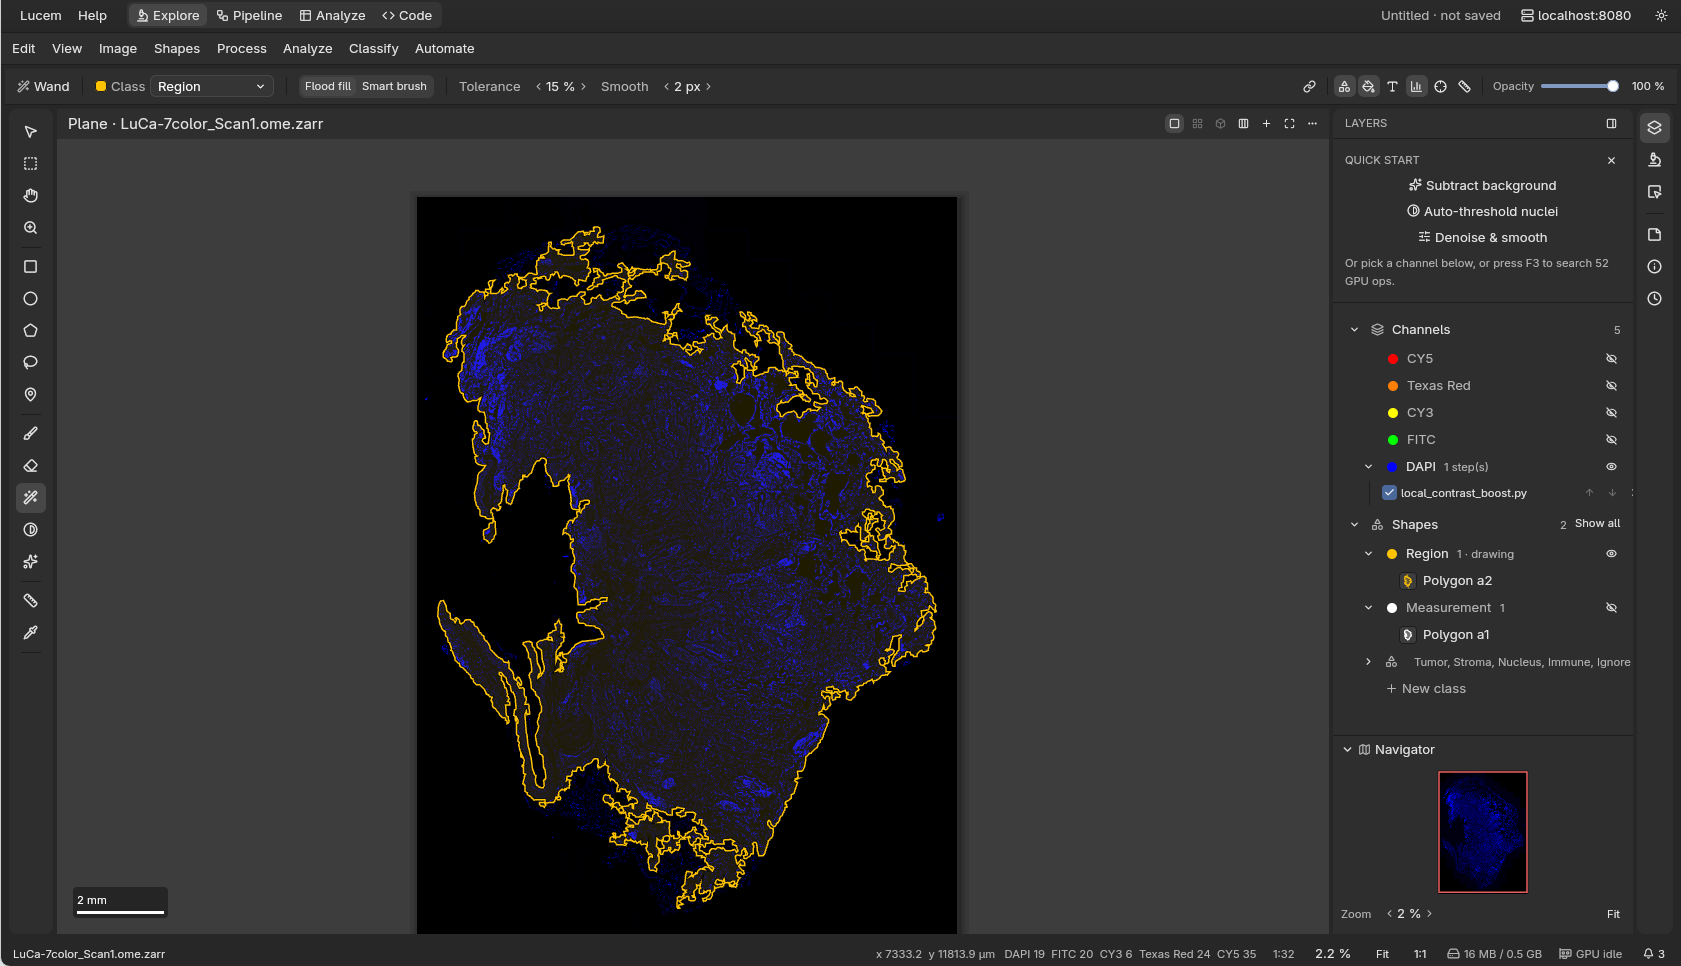 Lucem Help Explore Pipeline Analyze Code Untitled · not saved localhost:8080
Edit View Image Shapes Process Quantify Analyze Classify Automate
Wand Class Region Flood fill Smart brush Tolerance 15 % Smooth 2 px Opacity 100 %
Plane · LuCa-7color_Scan1.ome.zarr
LAYERS
QUICK START
Subtract background
Auto-threshold nuclei
Denoise & smooth
Or pick a channel below, or press F3 to search 52
GPU ops.
Channels 5
CY5
Texas Red
CY3
FITC
DAPI 1 step(s)
local_contrast_boost.py
Shapes 2 Show all
Region 1 · drawing
Polygon a2
Measurement 1
Polygon a1
Tumor, Stroma, Nucleus, Immune, Ignore
New class
Navigator
2 mm
Zoom 2 % Fit
LuCa-7color_Scan1.ome.zarr x 7333.2 y 11813.9 µm DAPI 19 FITC 20 CY3 6 Texas Red 24 CY5 35 1:32 2.2 % Fit 1:1 16 MB / 0.5 GB GPU idle 3